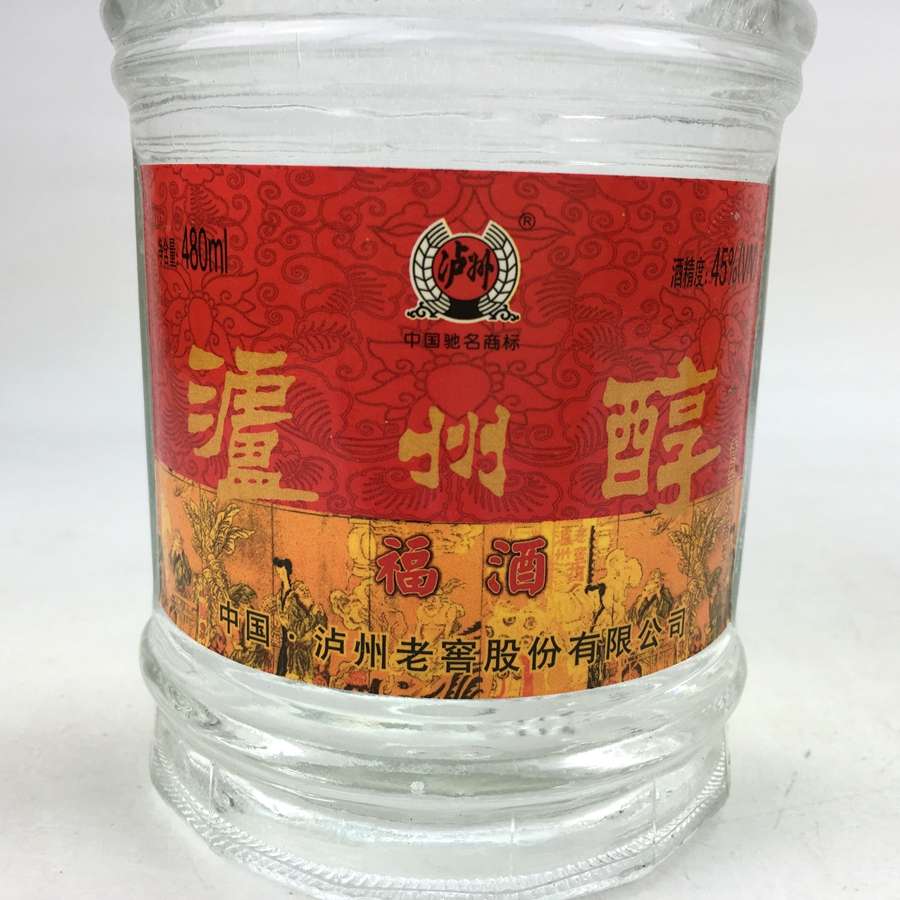 净含量: 480ml
酒精度: 45%(V/V
泸州
®
中国驰名商标
瀘州醇
福酒
中国·泸州老窖股份有限公司